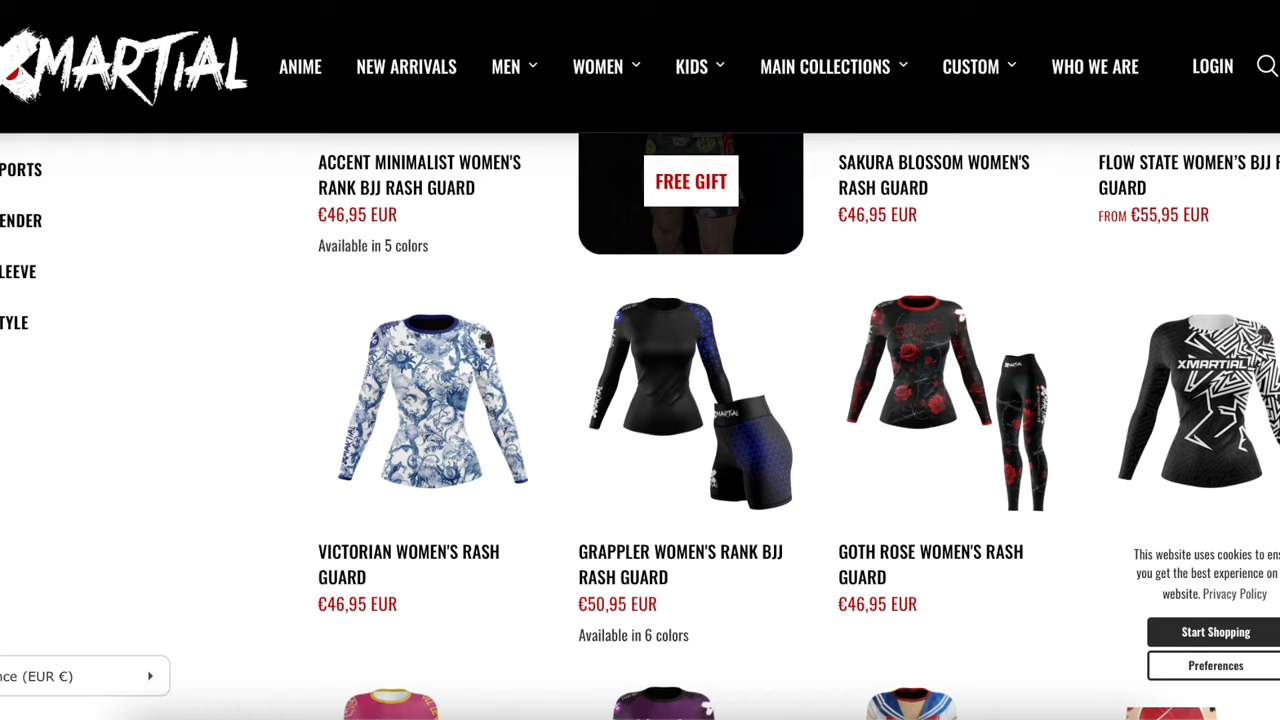 XMARTIAL
ANIME NEW ARRIVALS MEN WOMEN KIDS MAIN COLLECTIONS CUSTOM WHO WE ARE LOGIN
PORTS
ENDER
LEEVE
TYLE
ACCENT MINIMALIST WOMEN'S
RANK BJJ RASH GUARD
€46,95 EUR
Available in 5 colors
FREE GIFT
SAKURA BLOSSOM WOMEN'S
RASH GUARD
€46,95 EUR
FLOW STATE WOMEN’S BJJ R
GUARD
FROM €55,95 EUR
XMARTIAL
VICTORIAN WOMEN'S RASH
GUARD
€46,95 EUR
GRAPPLER WOMEN'S RANK BJJ
RASH GUARD
€50,95 EUR
Available in 6 colors
GOTH ROSE WOMEN'S RASH
GUARD
€46,95 EUR
This website uses cookies to ens
you get the best experience on
website. Privacy Policy
Start Shopping
Preferences
nce (EUR €)